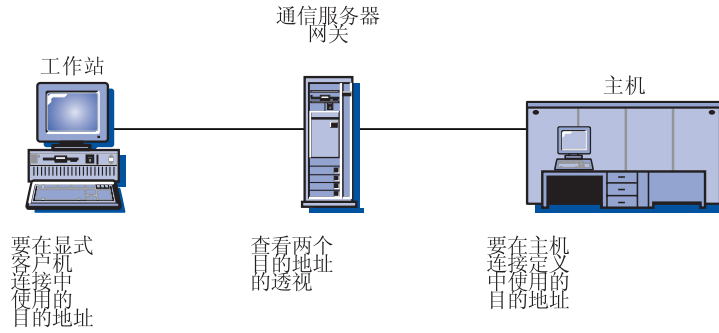 通信服务器
网关
工作站
主机
要在显式
客户机
连接中
使用的
目的地址
查看两个
目的地址
的透视
要在主机
连接定义
中使用的
目的地址